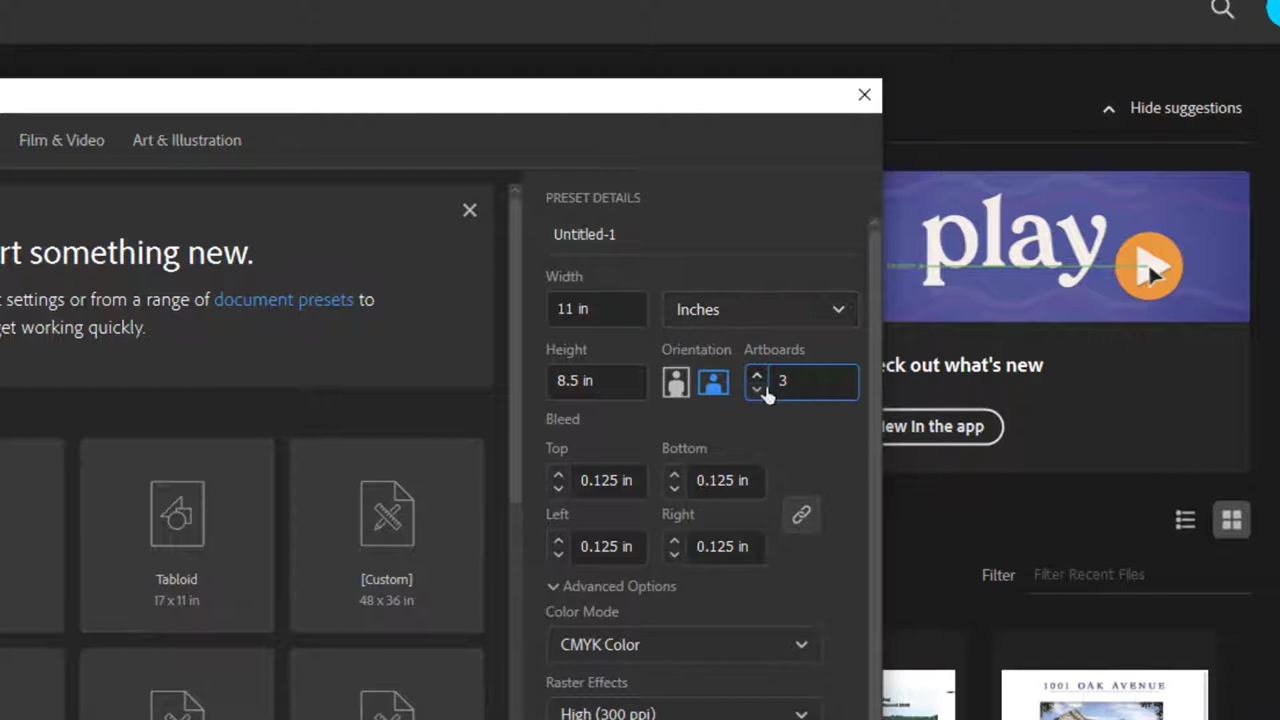 Hide suggestions
Film & Video Art & Illustration
PRESET DETAILS
Untitled-1
rt something new.
settings or from a range of document presets to
get working quickly.
Width
11 in Inches
Height Orientation Artboards
8.5 in 3
Bleed
Top Bottom
0.125 in 0.125 in
Left Right
0.125 in 0.125 in
Advanced Options
Color Mode
CMYK Color
Raster Effects
High (300 ppi)
Tabloid
17 x 11 in
[Custom]
48 x 36 in
play
eck out what's new
iew in the app
Filter Filter Recent Files
1001 OAK AVENUE